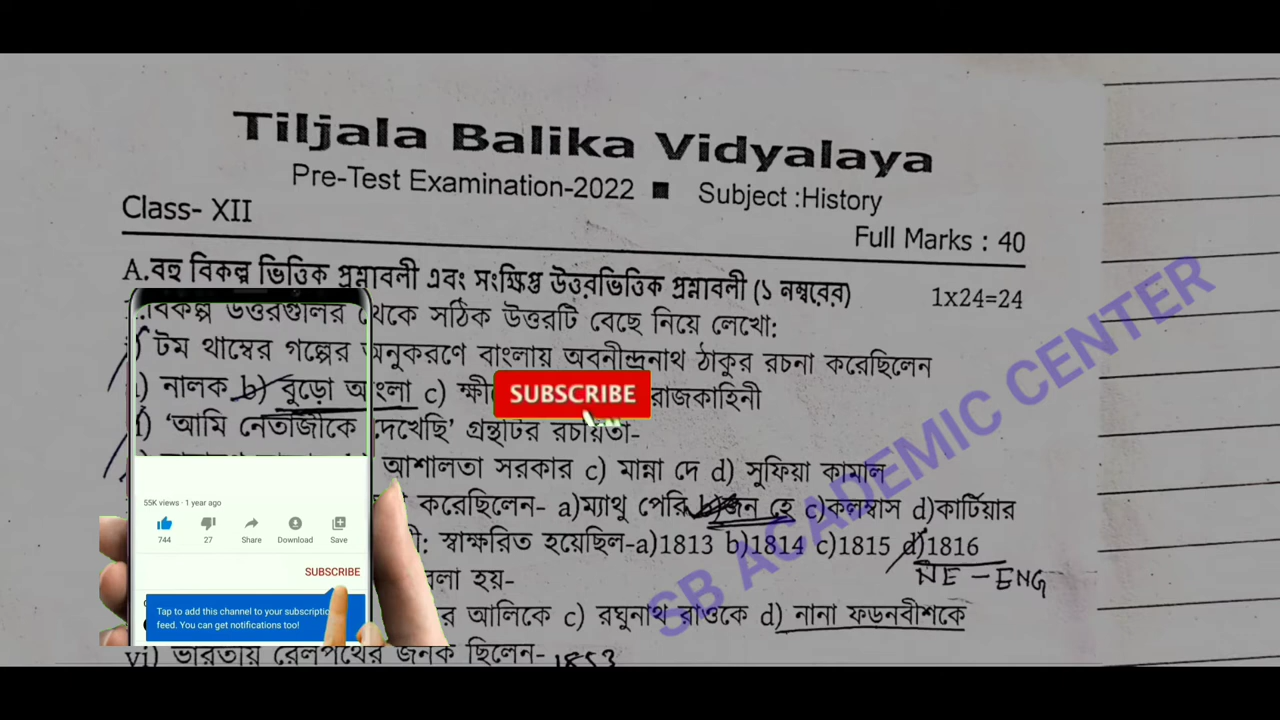 Tiljala Balika Vidyalaya
Pre-Test Examination-2022 ■ Subject :History
Class- XII
Full Marks : 40
A.বহু বিকল্প ভিত্তিক প্রশ্নাবলী এবং সংক্ষিপ্ত উত্তরভিত্তিক প্রশ্নাবলী (১ নম্বরের) 1x24=24
বিকল্প উত্তরগুলির থেকে সঠিক উত্তরটি বেছে নিয়ে লেখো:
টম থাম্বের গল্পের অনুকরণে বাংলায় অবনীন্দ্রনাথ ঠাকুর রচনা করেছিলেন
নালক b) বুড়ো আংলা c) রাজকাহিনী
'আমি নেতাজীকে দেখেছি' গ্রন্থটির রচয়িতা-
আশালতা সরকার c) মান্না দে d) সুফিয়া কামাল
করেছিলেন- a)ম্যাথু পেরি b)জন হে c)কলম্বাস d)কার্টিয়ার
স্বাক্ষরিত হয়েছিল-a)1813 b)1814 c)1815 d)1816
NE - ENG
বলা হয়-
আলিকে c) রঘুনাথ রাওকে d) নানা ফড়নবীশকে
vi) ভারতীয় রেলপথের জনক ছিলেন- 1853
SUBSCRIBE
55K views · 1 year ago
744 27 Share Download Save
SUBSCRIBE
Tap to add this channel to your
feed. You can get notifications too!
SB ACADEMIC CENTER